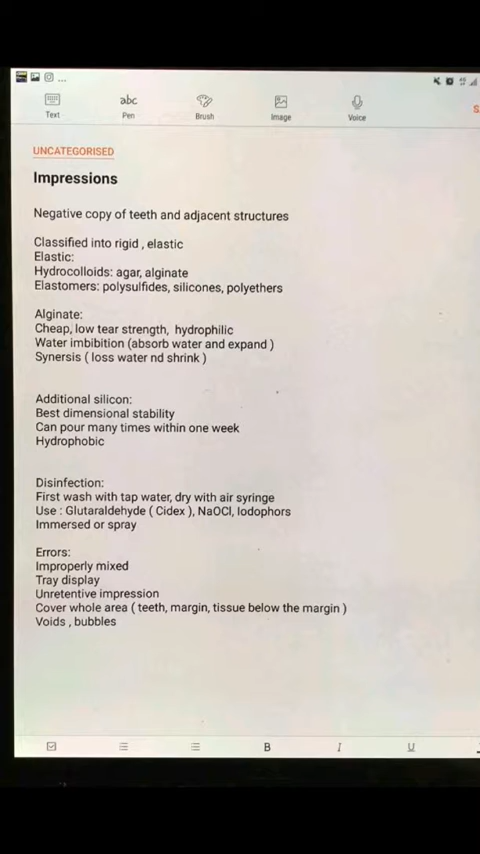 Text
abc
Pen
Brush
Image
Voice
S
UNCATEGORISED
Impressions
Negative copy of teeth and adjacent structures
Classified into rigid , elastic
Elastic:
Hydrocolloids: agar, alginate
Elastomers: polysulfides, silicones, polyethers
Alginate:
Cheap, low tear strength, hydrophilic
Water imbibition (absorb water and expand )
Synersis ( loss water nd shrink )
Additional silicon:
Best dimensional stability
Can pour many times within one week
Hydrophobic
Disinfection:
First wash with tap water, dry with air syringe
Use : Glutaraldehyde ( Cidex ), NaOCl, Iodophors
Immersed or spray
Errors:
Improperly mixed
Tray display
Unretentive impression
Cover whole area ( teeth, margin, tissue below the margin )
Voids , bubbles
B
I
U